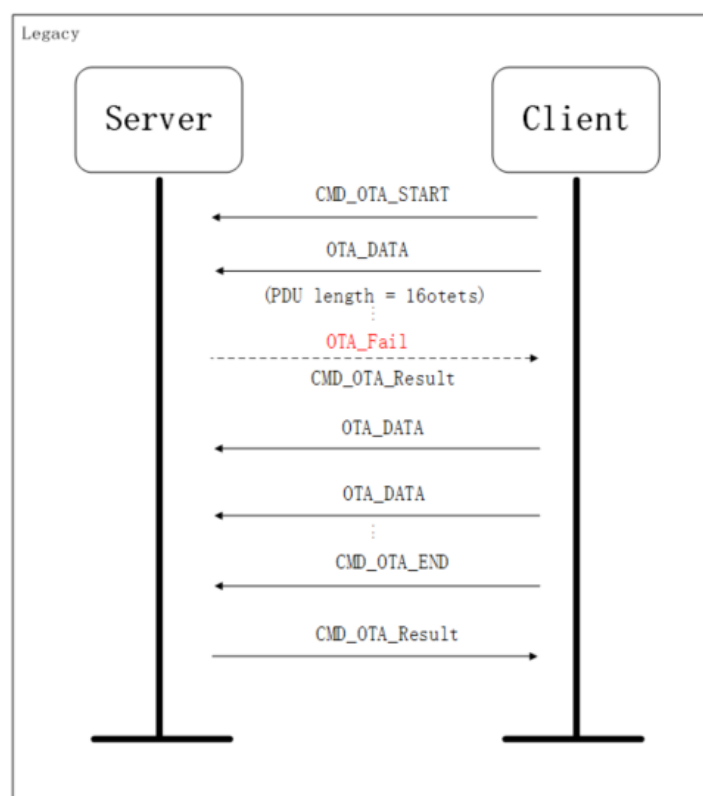 Legacy
Server
Client
CMD_OTA_START
OTA_DATA
(PDU length = 16otets)
OTA_Fail
CMD_OTA_Result
OTA_DATA
OTA_DATA
CMD_OTA_END
CMD_OTA_Result